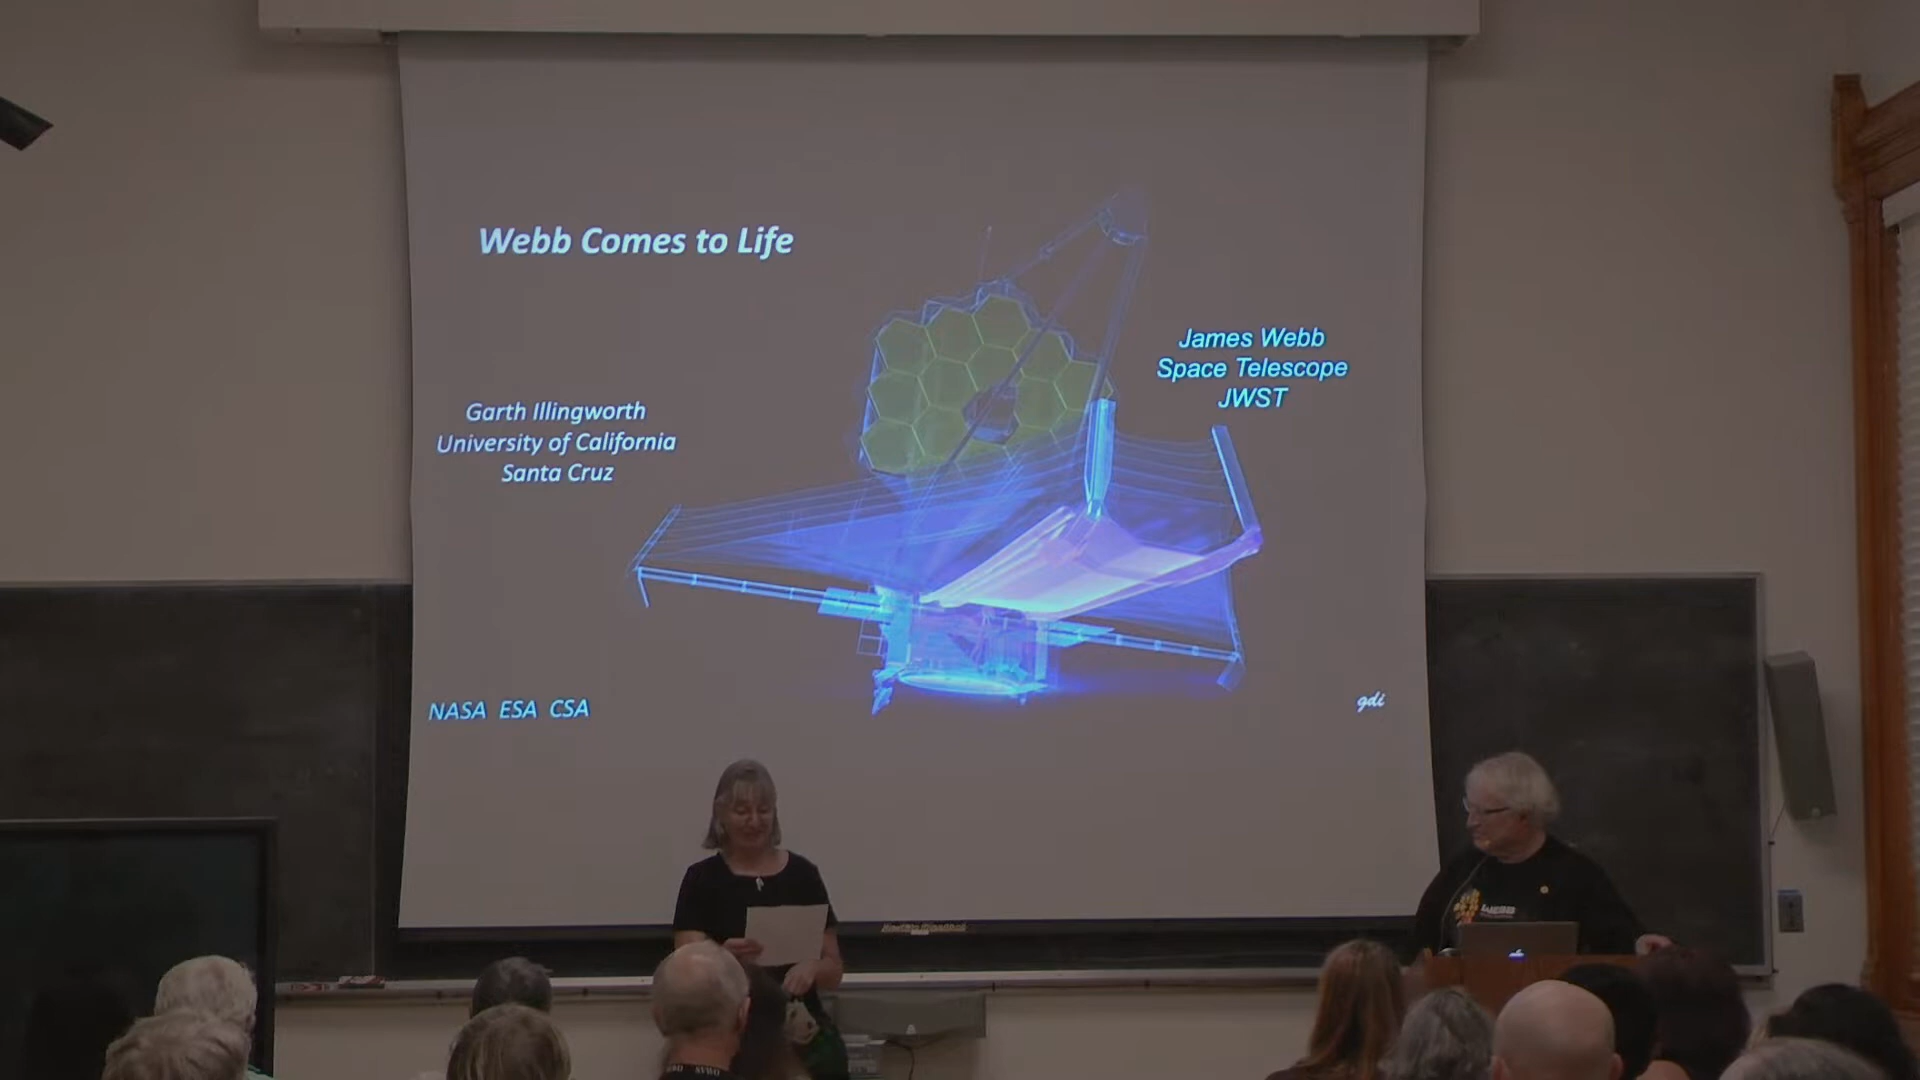 Webb Comes to Life
James Webb
Space Telescope
JWST
Garth Illingworth
University of California
Santa Cruz
NASA ESA CSA
gdi
WEBB